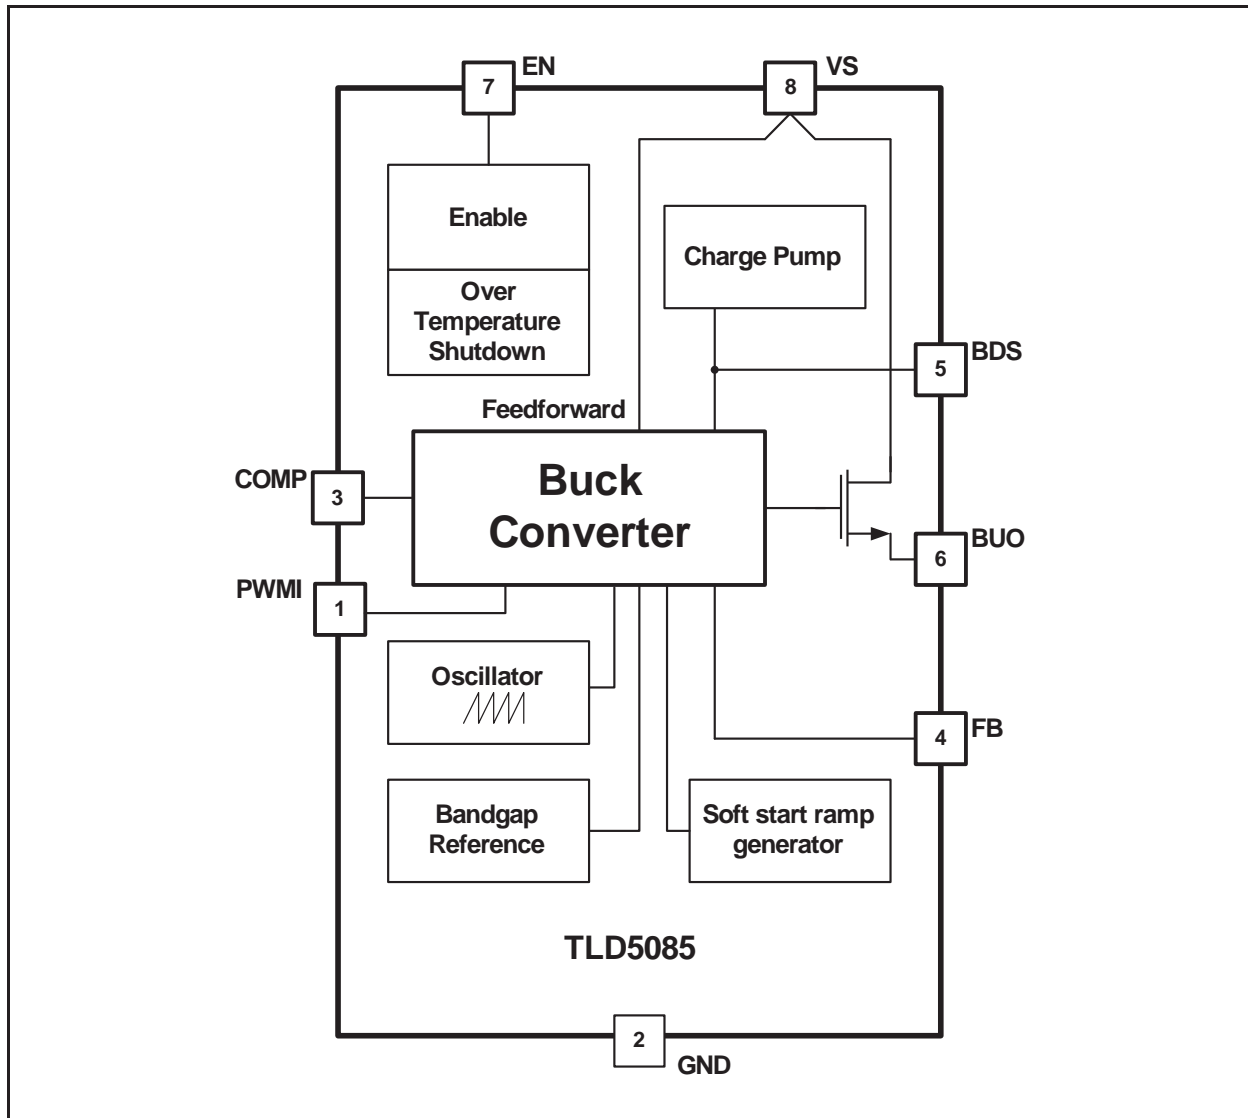 EN
VS
7
8
Enable
Charge Pump
Over
Temperature
Shutdown
BDS
5
Feedforward
COMP
3
Buck
Converter
BUO
6
PWMI
1
Oscillator
FB
4
Bandgap
Reference
Soft start ramp
generator
TLD5085
2
GND